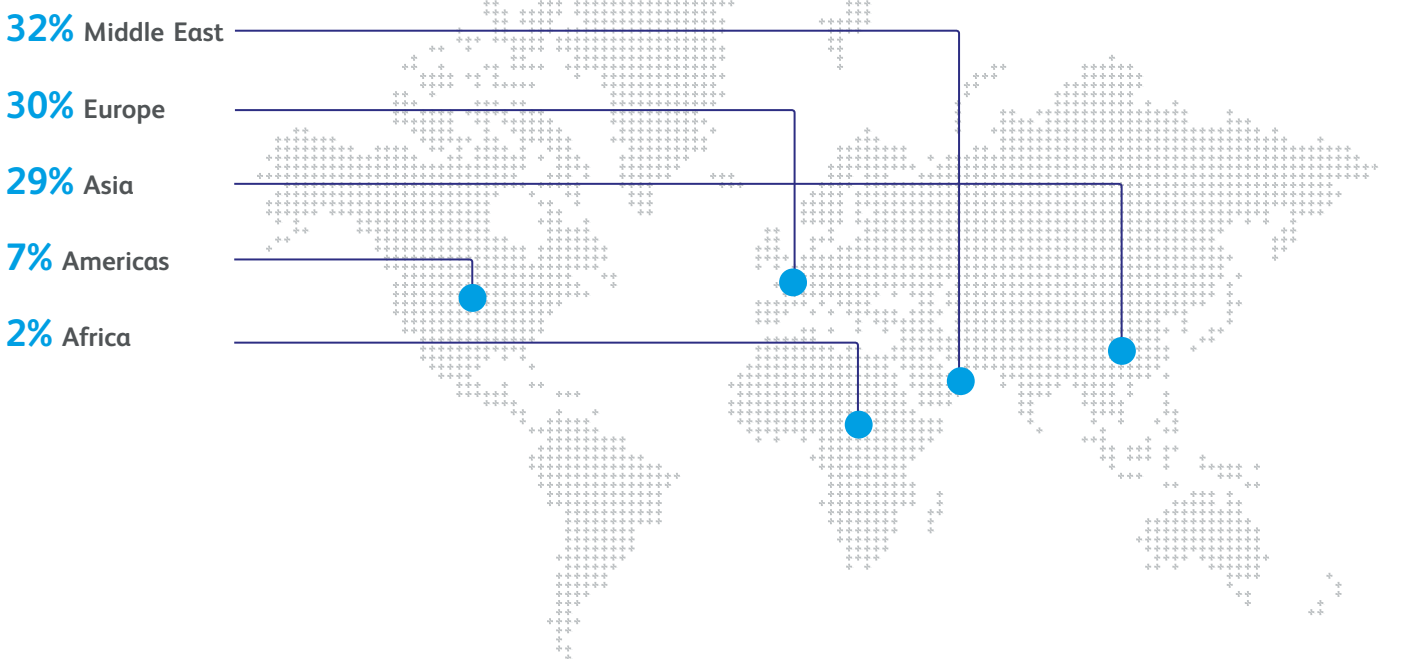 32% Middle East
30% Europe
29% Asia
7% Americas
2% Africa